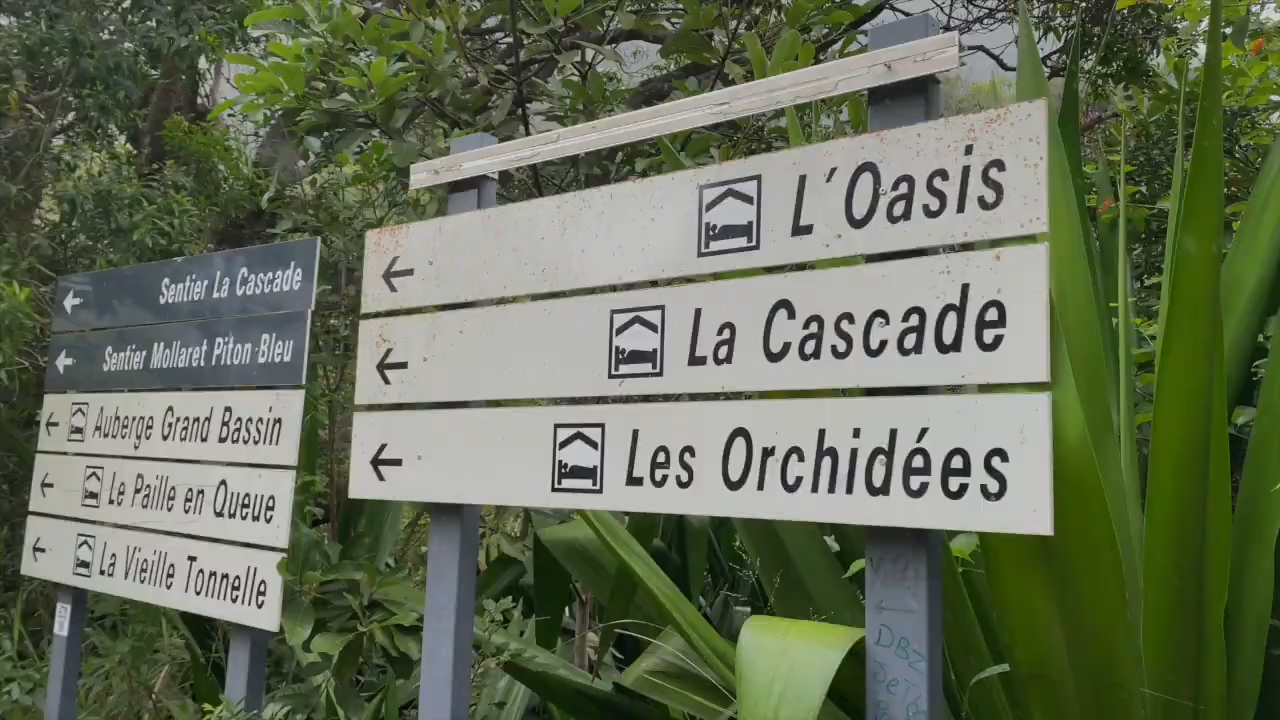 Sentier La Cascade
Sentier Mollaret Piton-Bleu
Auberge Grand Bassin
Le Paille en Queue
La Vieille Tonnelle
L'Oasis
La Cascade
Les Orchidées
DBZ